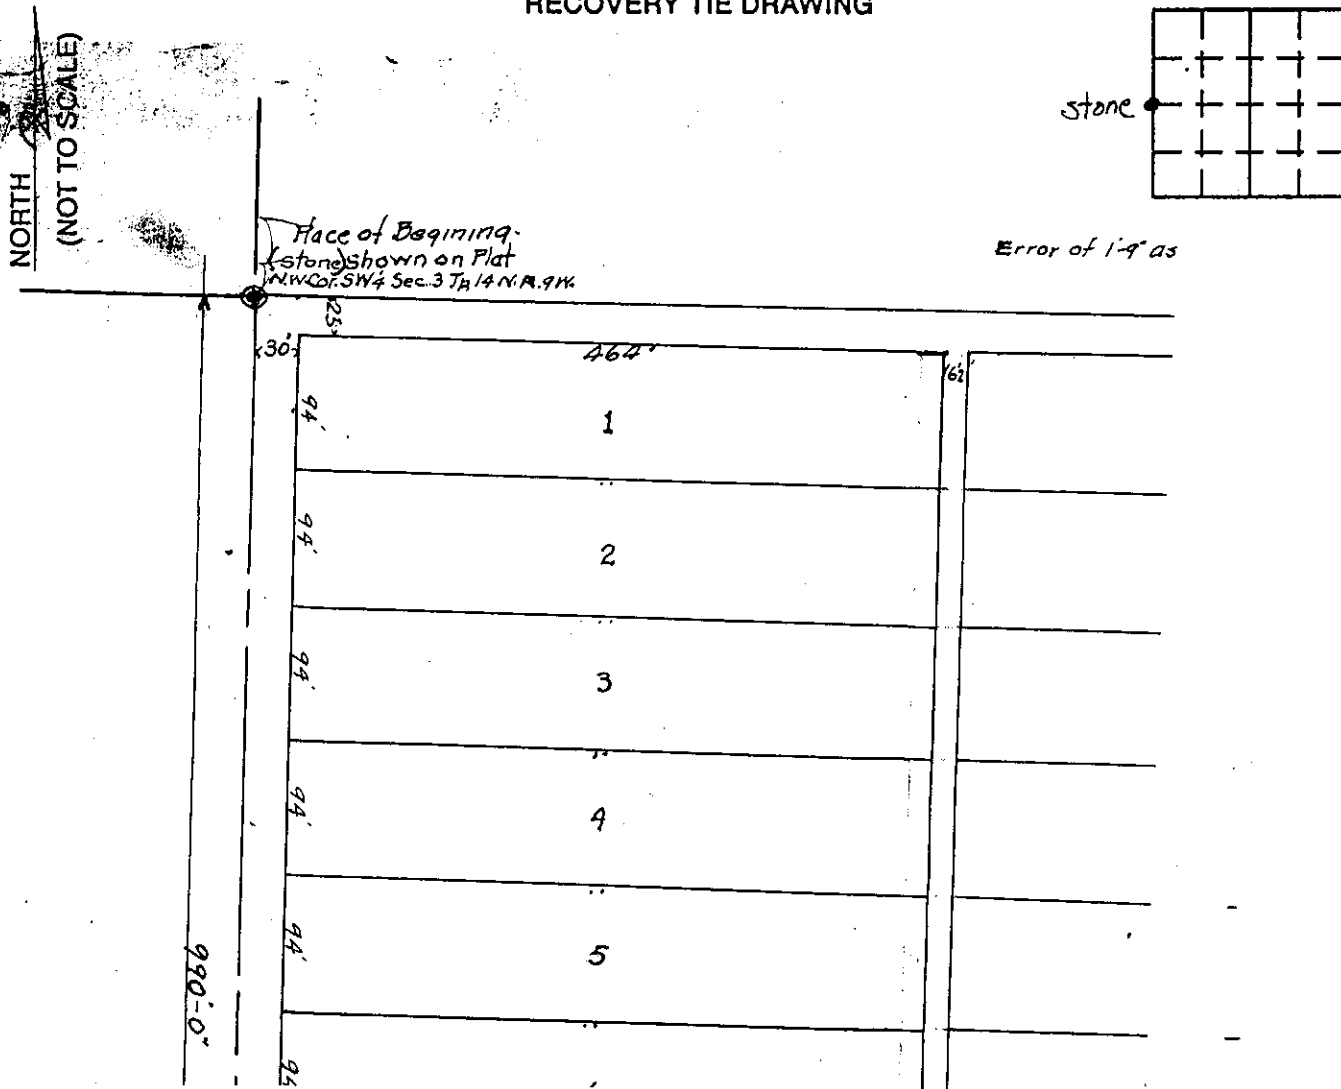 RECOVERY TIE DRAWING
NORTH
(NOT TO SCALE)
stone
Place of Begining.
(stone) shown on Plat
N.W. Cor. SW¼ Sec. 3 Tp 14 N. R. 9 W.
Error of 1'-9" as
25'
30'
464'
16½'
94'
1
94'
2
94'
3
94'
4
94'
5
990'-0"
94